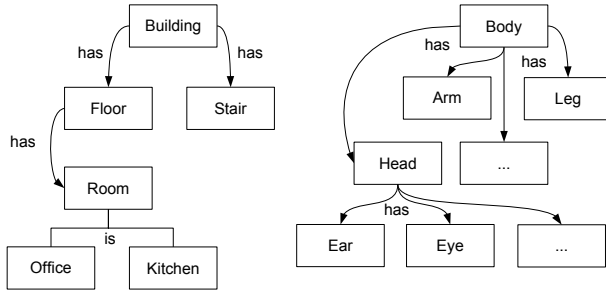 Building
has
has
Floor
Stair
has
Room
is
Office
Kitchen
Body
has
has
Arm
Leg
Head
...
has
Ear
Eye
...